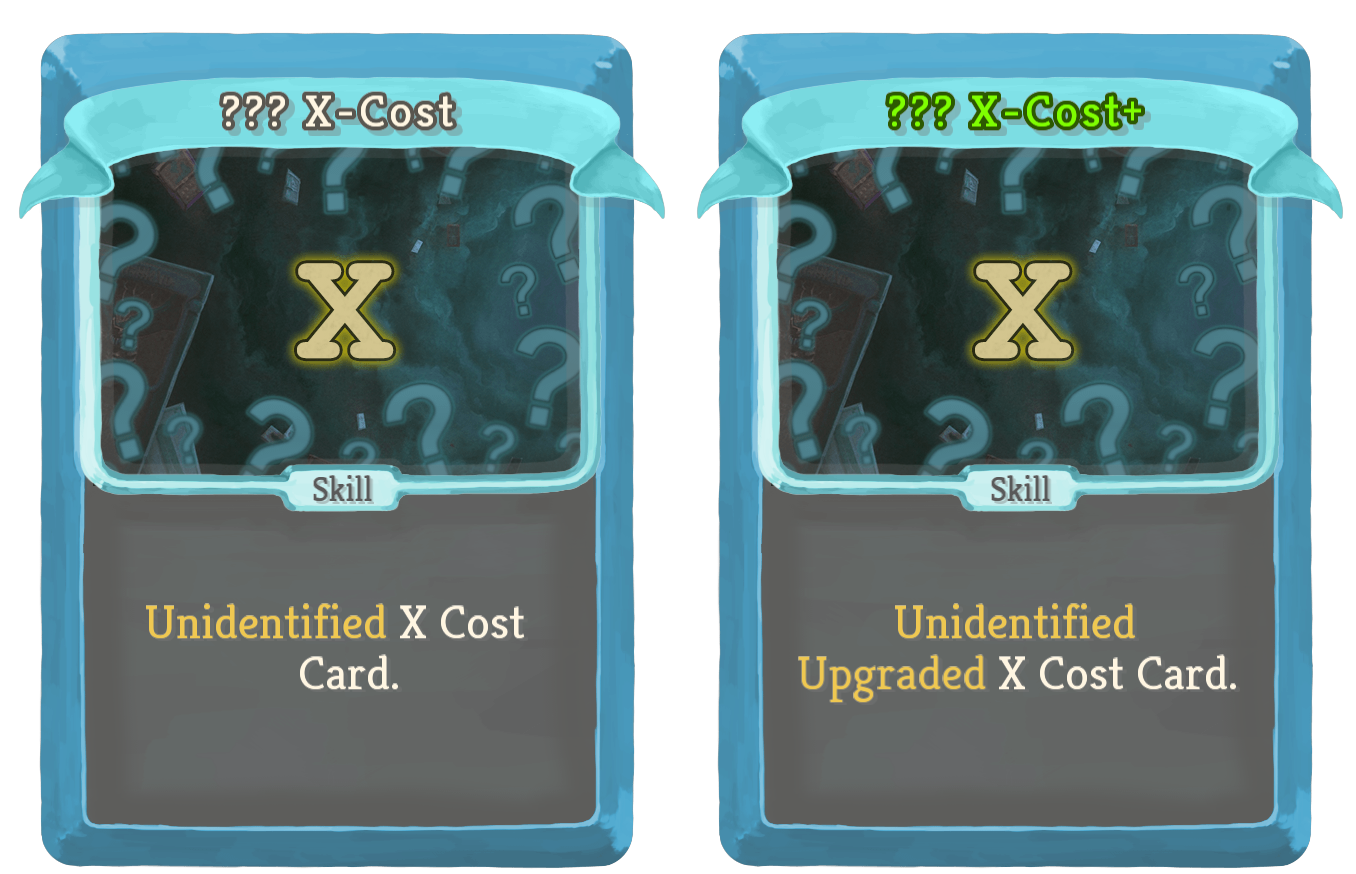 ??? X-Cost
X
Skill
Unidentified X Cost
Card.
??? X-Cost+
X
Skill
Unidentified
Upgraded X Cost Card.